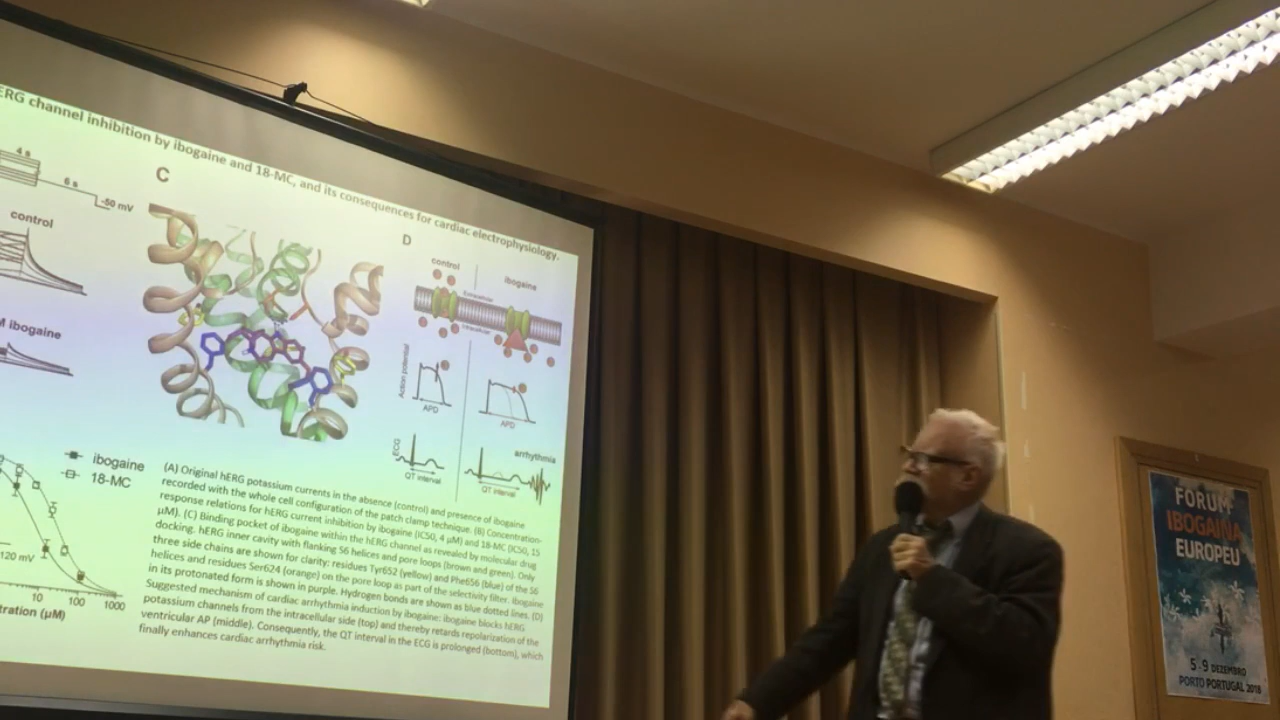 ERG channel inhibition by ibogaine and 18-MC, and its consequences for cardiac electrophysiology.
4 s
6 s
-50 mV
control
M ibogaine
C
D
control
ibogaine
Extracellular
Intracellular
Action potential
APD
APD
ECG
QT interval
arrhythmia
QT interval
ibogaine
18-MC
120 mV
10
100
1000
tration (µM)
(A) Original hERG potassium currents in the absence (control) and presence of ibogaine
recorded with the whole cell configuration of the patch clamp technique. (B) Concentration-
response relations for hERG current inhibition by ibogaine (IC50, 4 µM) and 18-MC (IC50, 15
µM). (C) Binding pocket of ibogaine within the hERG channel as revealed by molecular drug
docking. hERG inner cavity with flanking S6 helices and pore loops (brown and green). Only
three side chains are shown for clarity: residues Tyr652 (yellow) and Phe656 (blue) of the S6
helices and residues Ser624 (orange) on the pore loop as part of the selectivity filter. Ibogaine
in its protonated form is shown in purple. Hydrogen bonds are shown as blue dotted lines. (D)
Suggested mechanism of cardiac arrhythmia induction by ibogaine: ibogaine blocks hERG
potassium channels from the intracellular side (top) and thereby retards repolarization of the
ventricular AP (middle). Consequently, the QT interval in the ECG is prolonged (bottom), which
finally enhances cardiac arrhythmia risk.
FORUM
IBOGAINA
EUROPEU
5-9 DEZEMBRO
PORTO PORTUGAL 2018